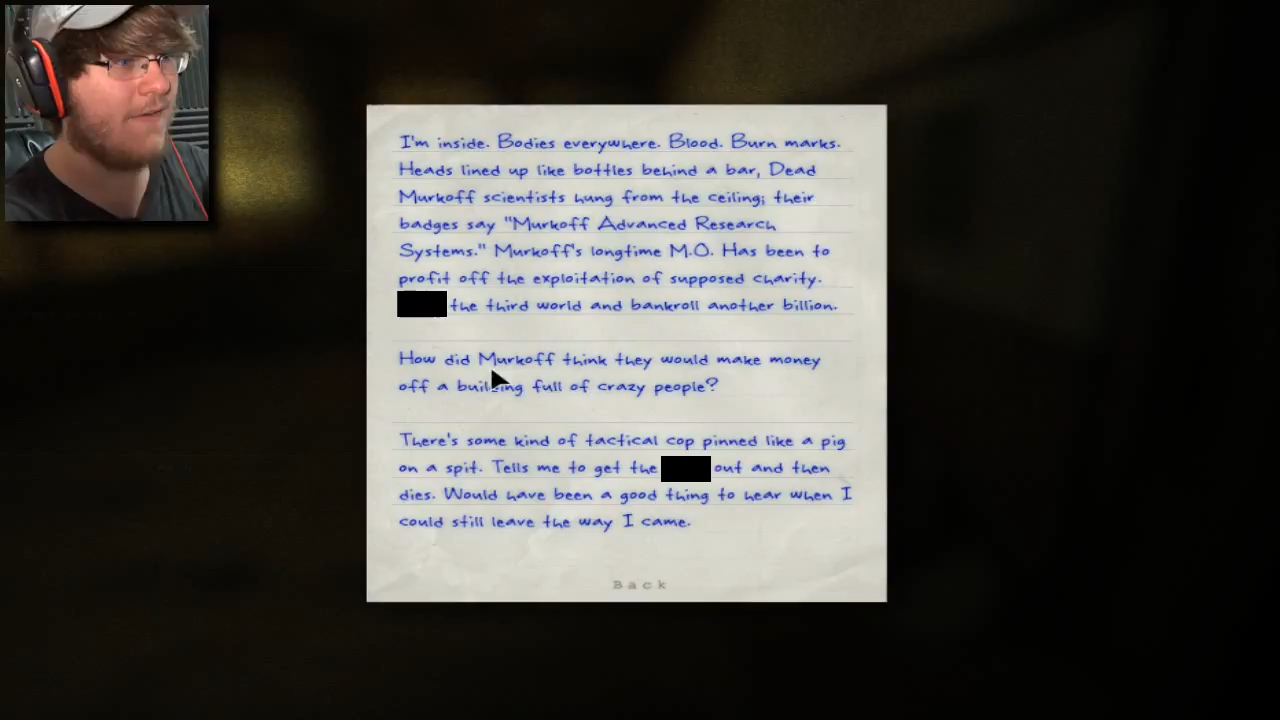 I'm inside. Bodies everywhere. Blood. Burn marks.
Heads lined up like bottles behind a bar, Dead
Murkoff scientists hung from the ceiling; their
badges say "Murkoff Advanced Research
Systems." Murkoff's longtime M.O. Has been to
profit off the exploitation of supposed charity.
the third world and bankroll another billion.
How did Murkoff think they would make money
off a building full of crazy people?
There's some kind of tactical cop pinned like a pig
on a spit. Tells me to get the out and then
dies. Would have been a good thing to hear when I
could still leave the way I came.
Back